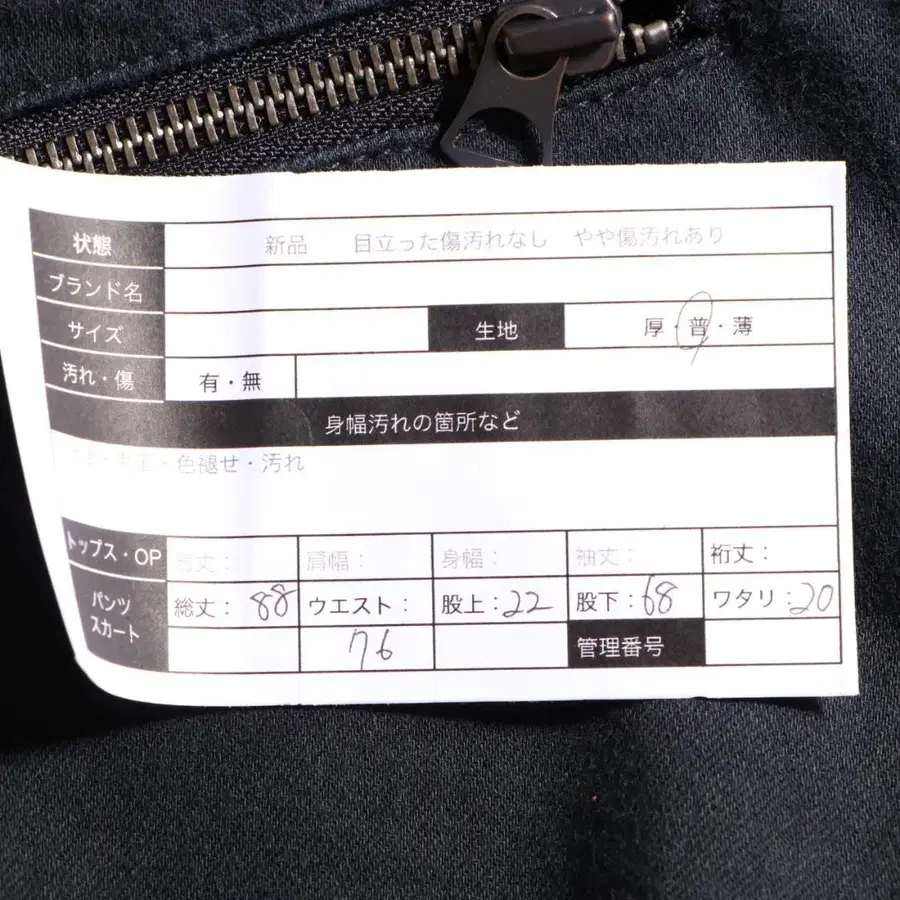 状態 新品 目立った傷汚れなし やや傷汚れあり
ブランド名
サイズ 生地 厚・普・薄
汚れ・傷 有・無
身幅汚れの箇所など
・色褪せ・汚れ
トップス・OP 着丈: 肩幅: 身幅: 袖丈: 裄丈:
パンツ スカート 総丈: 88 ウエスト: 76 股上: 22 股下: 68 ワタリ: 20
管理番号